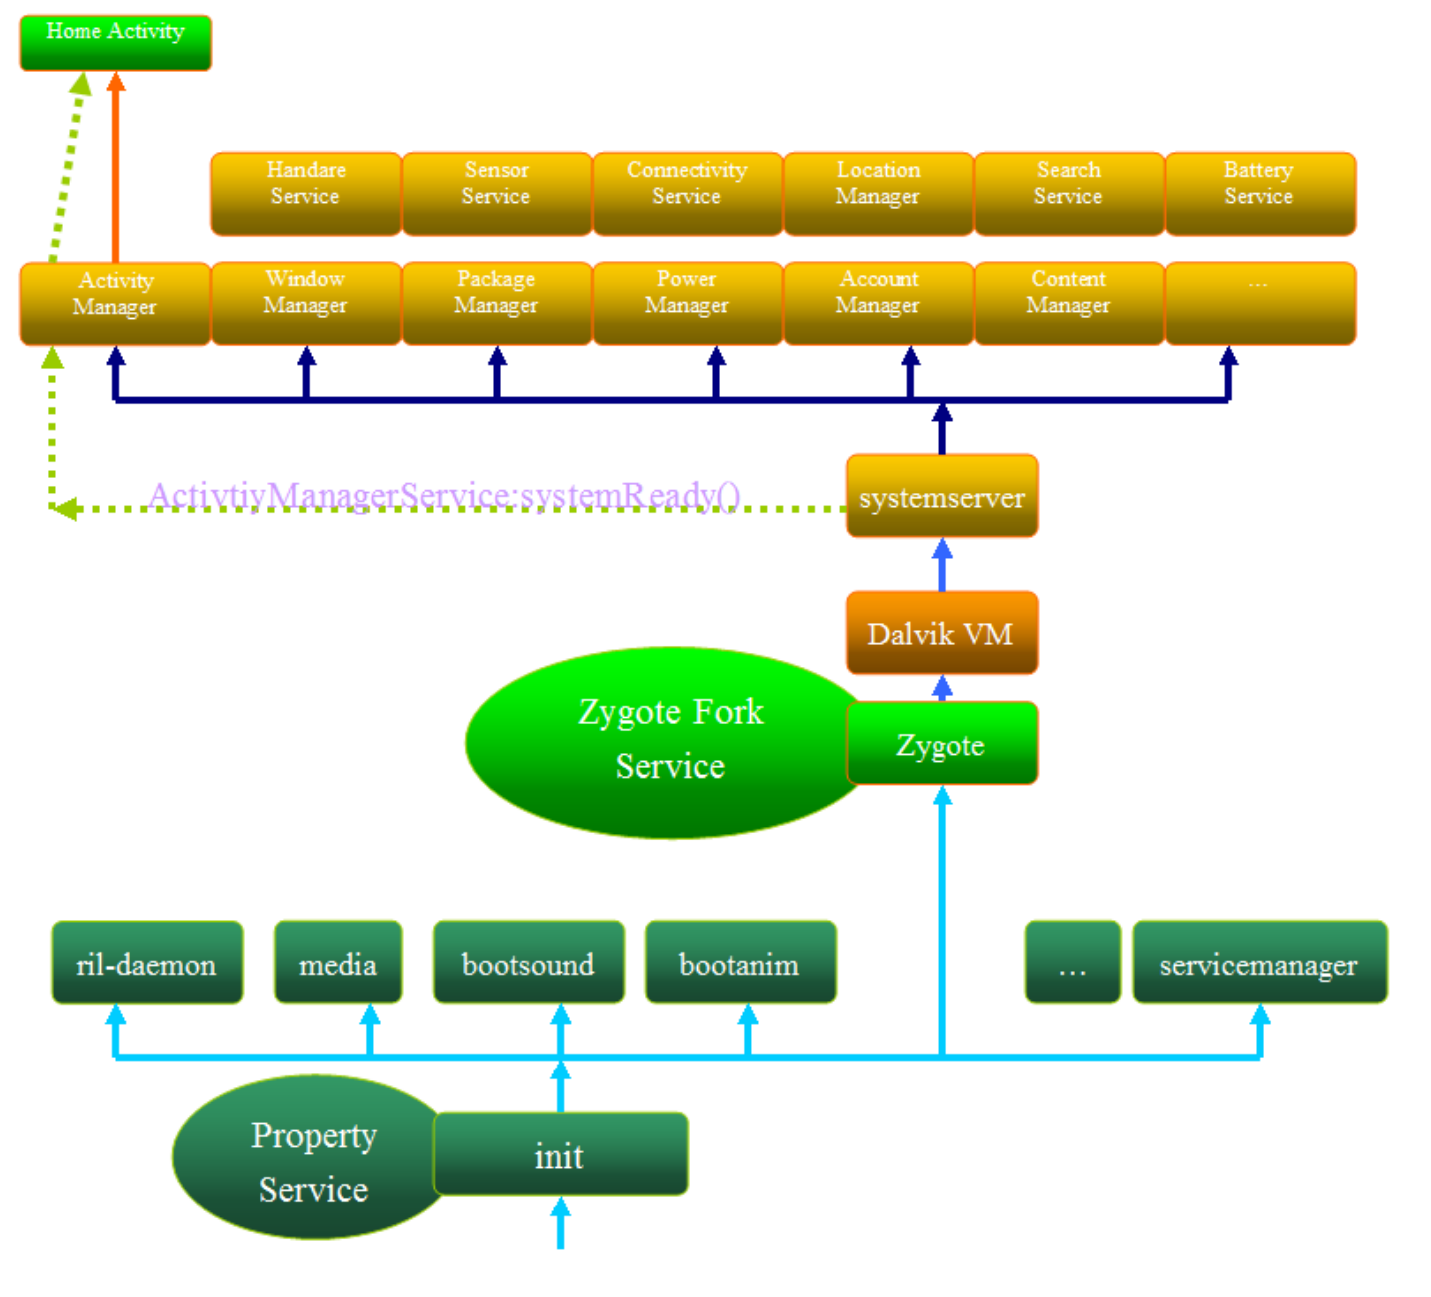 Home Activity
Handare
Service
Sensor
Service
Connectivity
Service
Location
Manager
Search
Service
Battery
Service
Activity
Manager
Window
Manager
Package
Manager
Power
Manager
Account
Manager
Content
Manager
...
ActivtiyManagerService:systemReady()
systemserver
Dalvik VM
Zygote Fork
Service
Zygote
ril-daemon
media
bootsound
bootanim
...
servicemanager
Property
Service
init